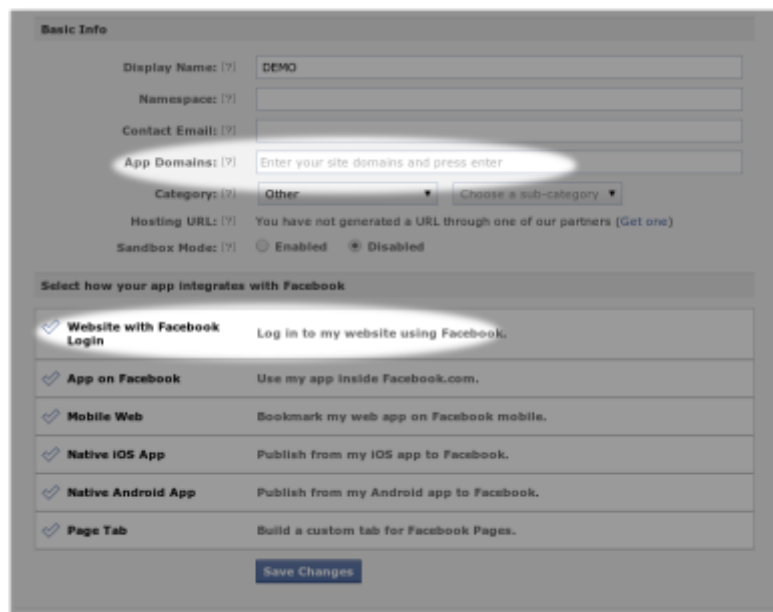 Basic Info
Display Name: [?] DEMO
Namespace: [?]
Contact Email: [?]
App Domains: [?] Enter your site domains and press enter
Category: [?] Other Choose a sub-category
Hosting URL: [?] You have not generated a URL through one of our partners (Get one)
Sandbox Mode: [?] Enabled Disabled
Select how your app integrates with Facebook
Website with Facebook
Login Log in to my website using Facebook.
App on Facebook Use my app inside Facebook.com.
Mobile Web Bookmark my web app on Facebook mobile.
Native iOS App Publish from my iOS app to Facebook.
Native Android App Publish from my Android app to Facebook.
Page Tab Build a custom tab for Facebook Pages.
Save Changes